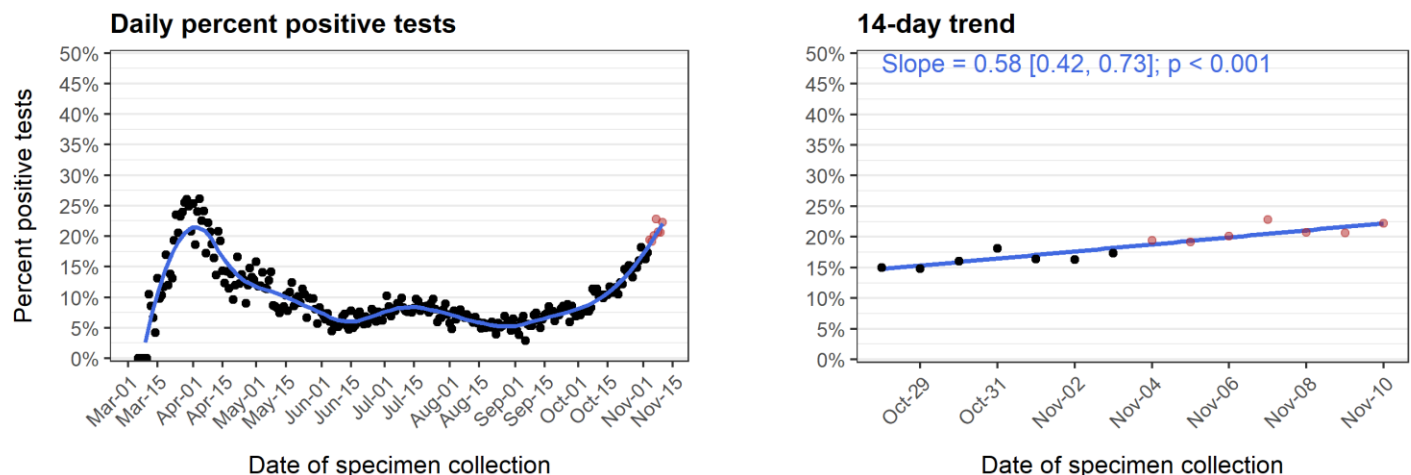 Daily percent positive tests
Percent positive tests
50%
45%
40%
35%
30%
25%
20%
15%
10%
5%
0%
Mar-01
Mar-15
Apr-01
Apr-15
May-01
May-15
Jun-01
Jun-15
Jul-01
Jul-15
Aug-01
Aug-15
Sep-01
Sep-15
Oct-01
Oct-15
Nov-01
Nov-15
Date of specimen collection
14-day trend
Slope = 0.58 [0.42, 0.73]; p < 0.001
50%
45%
40%
35%
30%
25%
20%
15%
10%
5%
0%
Oct-29
Oct-31
Nov-02
Nov-04
Nov-06
Nov-08
Nov-10
Date of specimen collection